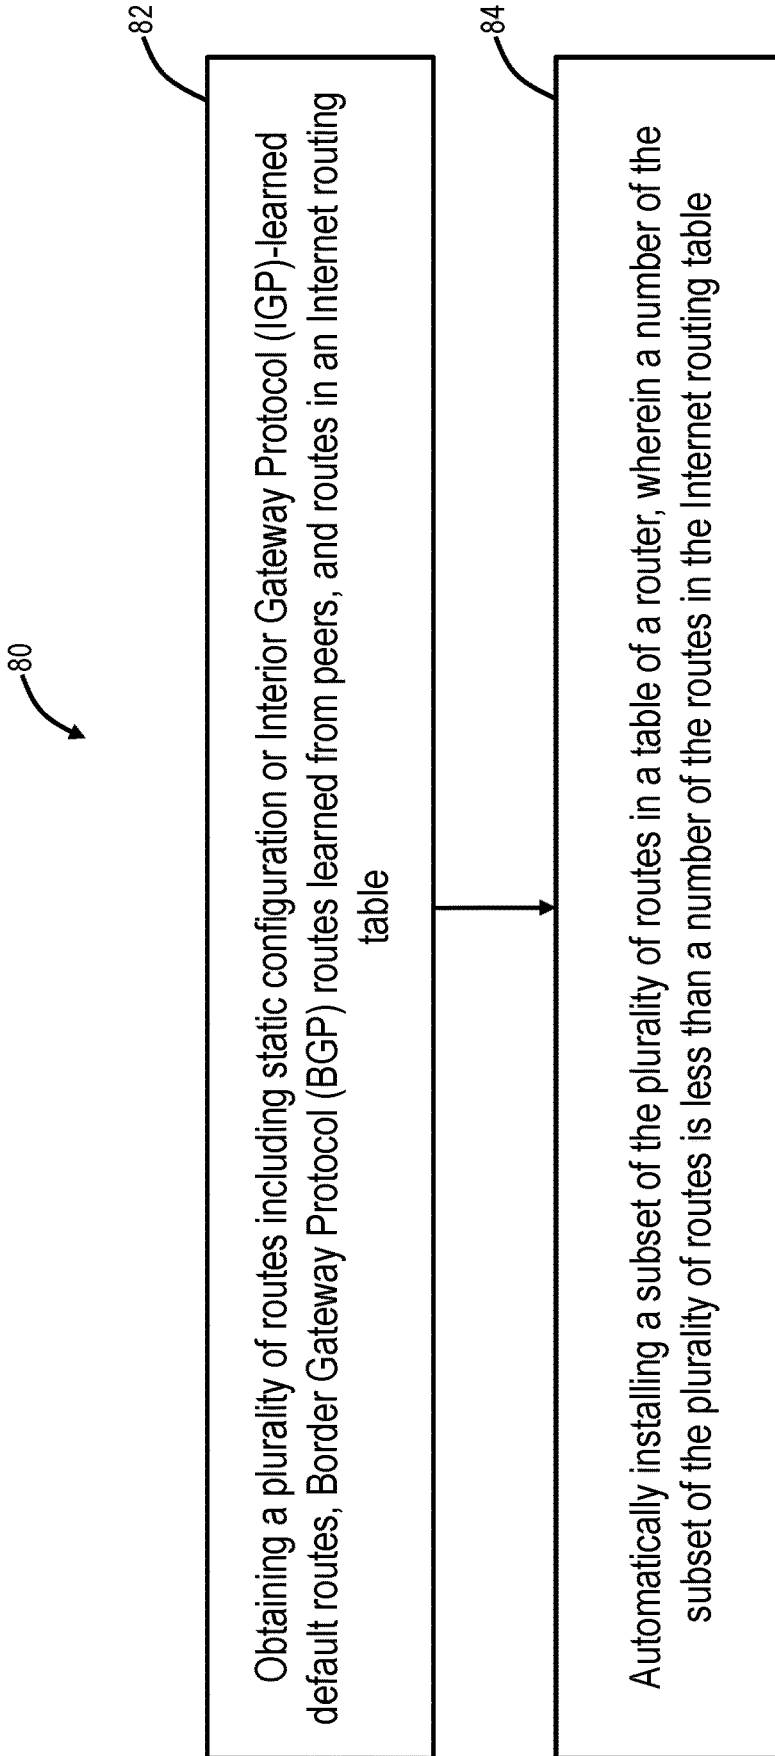 80
82
Obtaining a plurality of routes including static configuration or Interior Gateway Protocol (IGP)-learned
default routes, Border Gateway Protocol (BGP) routes learned from peers, and routes in an Internet routing
table
84
Automatically installing a subset of the plurality of routes in a table of a router, wherein a number of the
subset of the plurality of routes is less than a number of the routes in the Internet routing table